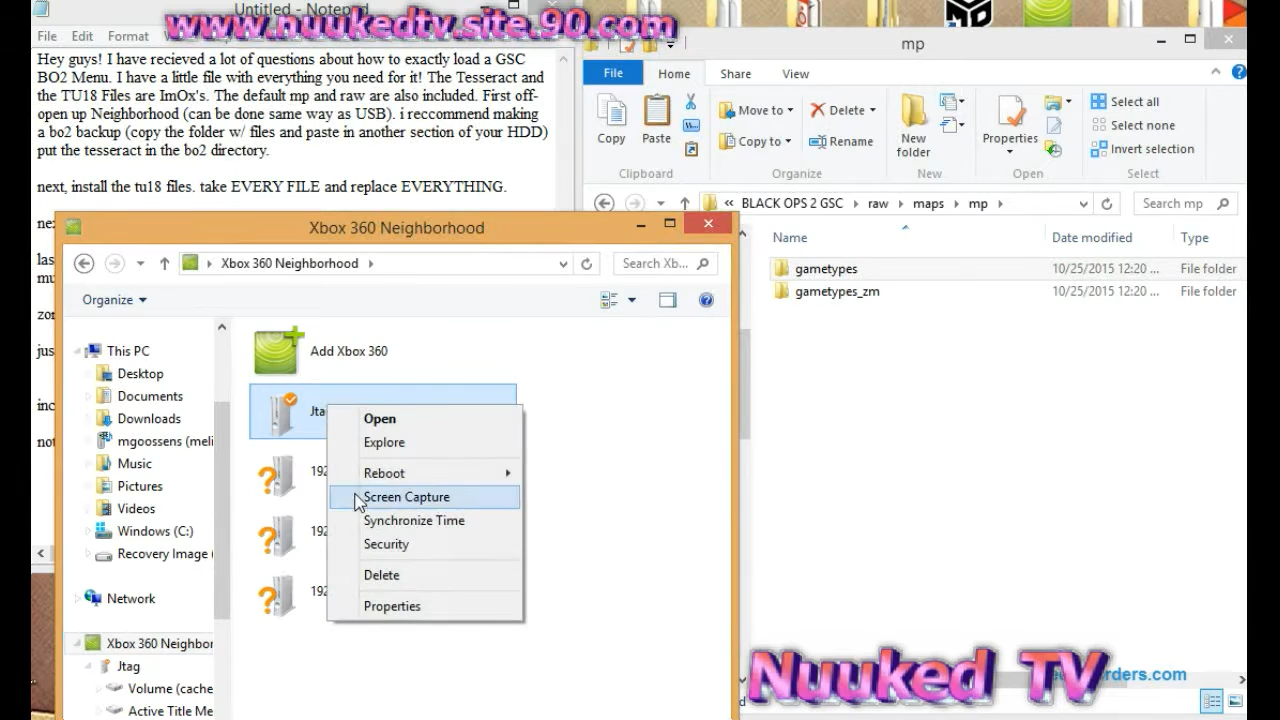 Untitled - Notepad
www.nuukedtv.site.90.com
File Edit Format
Hey guys! I have recieved a lot of questions about how to exactly load a GSC
BO2 Menu. I have a little file with everything you need for it! The Tesseract and
the TU18 Files are ImOx's. The default mp and raw are also included. First off-
open up Neighborhood (can be done same way as USB). i reccommend making
a bo2 backup (copy the folder w/ files and paste in another section of your HDD)
put the tesseract in the bo2 directory.
next, install the tu18 files. take EVERY FILE and replace EVERYTHING.
mp
File Home Share View
Copy
Paste
Move to
Copy to
Delete
Rename
New
folder
Properties
Select all
Select none
Invert selection
Clipboard Organize New Open Select
« BLACK OPS 2 GSC raw maps mp
Search mp
Name Date modified Type
gametypes 10/25/2015 12:20 ... File folder
gametypes_zm 10/25/2015 12:20 ... File folder
Xbox 360 Neighborhood
Xbox 360 Neighborhood
Search Xb...
Organize
This PC
Desktop
Documents
Downloads
mgoossens (meli
Music
Pictures
Videos
Windows (C:)
Recovery Image (
Network
Xbox 360 Neighbor
Jtag
Volume (cache
Active Title Me
Add Xbox 360
Jta
192
192
192
Open
Explore
Reboot
Screen Capture
Synchronize Time
Security
Delete
Properties
Nuuked TV
orders.com